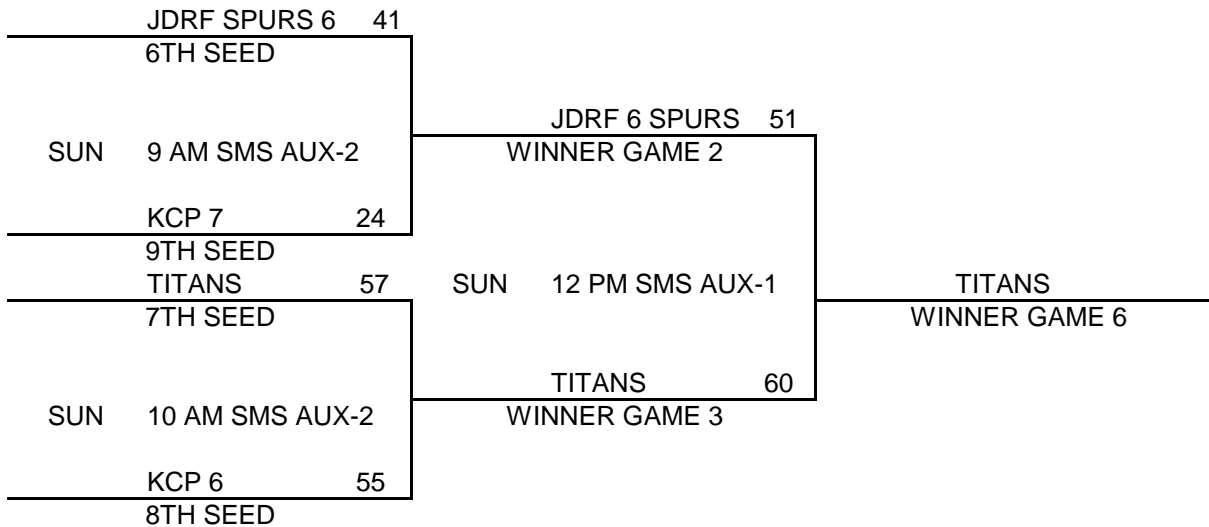 JDRF SPURS 6 41
6TH SEED
JDRF 6 SPURS 51
SUN 9 AM SMS AUX-2 WINNER GAME 2
KCP 7 24
9TH SEED
TITANS 57 SUN 12 PM SMS AUX-1 TITANS
7TH SEED WINNER GAME 6
TITANS 60
SUN 10 AM SMS AUX-2 WINNER GAME 3
KCP 6 55
8TH SEED